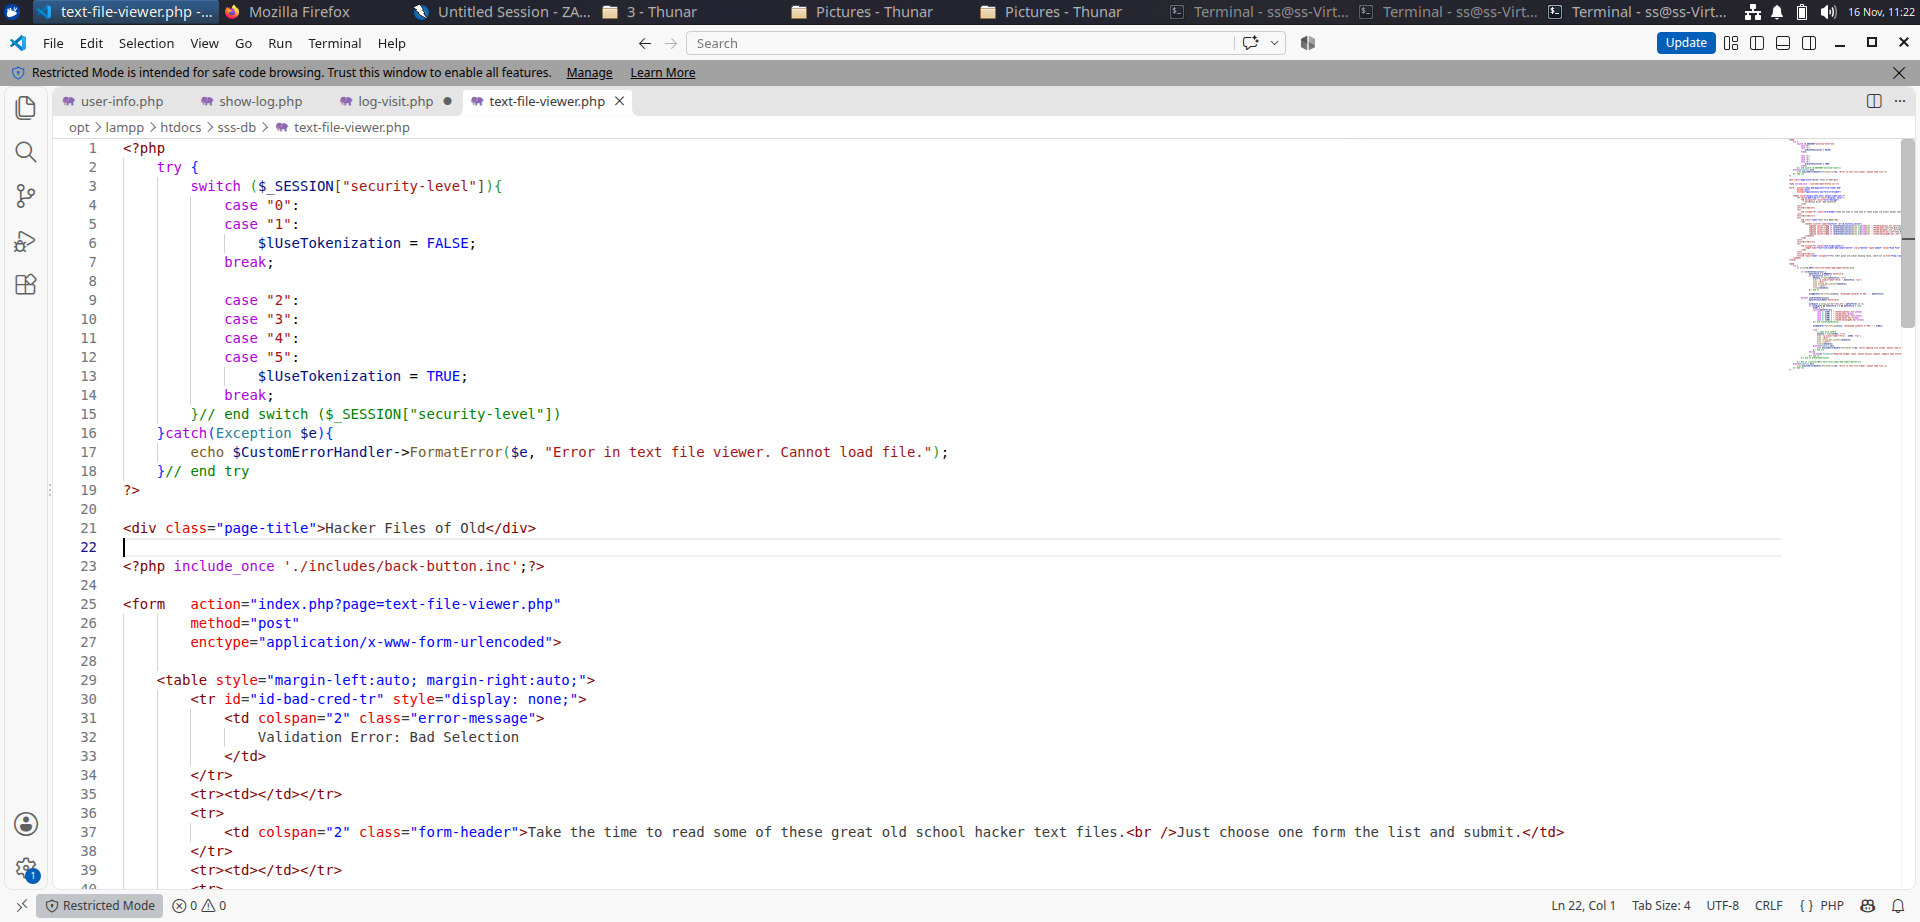 text-file-viewer.php -...
Mozilla Firefox
Untitled Session - ZA...
3 - Thunar
Pictures - Thunar
Pictures - Thunar
Terminal - ss@ss-Virt...
Terminal - ss@ss-Virt...
Terminal - ss@ss-Virt...
16 Nov, 11:22
File Edit Selection View Go Run Terminal Help
Search
Update
Restricted Mode is intended for safe code browsing. Trust this window to enable all features. Manage Learn More
user-info.php
show-log.php
log-visit.php
text-file-viewer.php
opt > lampp > htdocs > sss-db > text-file-viewer.php
1 <?php
2 try {
3 switch ($_SESSION["security-level"]){
4 case "0":
5 case "1":
6 $lUseTokenization = FALSE;
7 break;
8
9 case "2":
10 case "3":
11 case "4":
12 case "5":
13 $lUseTokenization = TRUE;
14 break;
15 }// end switch ($_SESSION["security-level"])
16 }catch(Exception $e){
17 echo $CustomErrorHandler->FormatError($e, "Error in text file viewer. Cannot load file.");
18 }// end try
19 ?>
20
21 <div class="page-title">Hacker Files of Old</div>
22
23 <?php include_once './includes/back-button.inc';?>
24
25 <form action="index.php?page=text-file-viewer.php"
26 method="post"
27 enctype="application/x-www-form-urlencoded">
28
29 <table style="margin-left:auto; margin-right:auto;">
30 <tr id="id-bad-cred-tr" style="display: none;">
31 <td colspan="2" class="error-message">
32 Validation Error: Bad Selection
33 </td>
34 </tr>
35 <tr><td></td></tr>
36 <tr>
37 <td colspan="2" class="form-header">Take the time to read some of these great old school hacker text files.<br />Just choose one form the list and submit.</td>
38 </tr>
39 <tr><td></td></tr>
40 <tr>
1
Restricted Mode 0 0
Ln 22, Col 1 Tab Size: 4 UTF-8 CRLF { } PHP